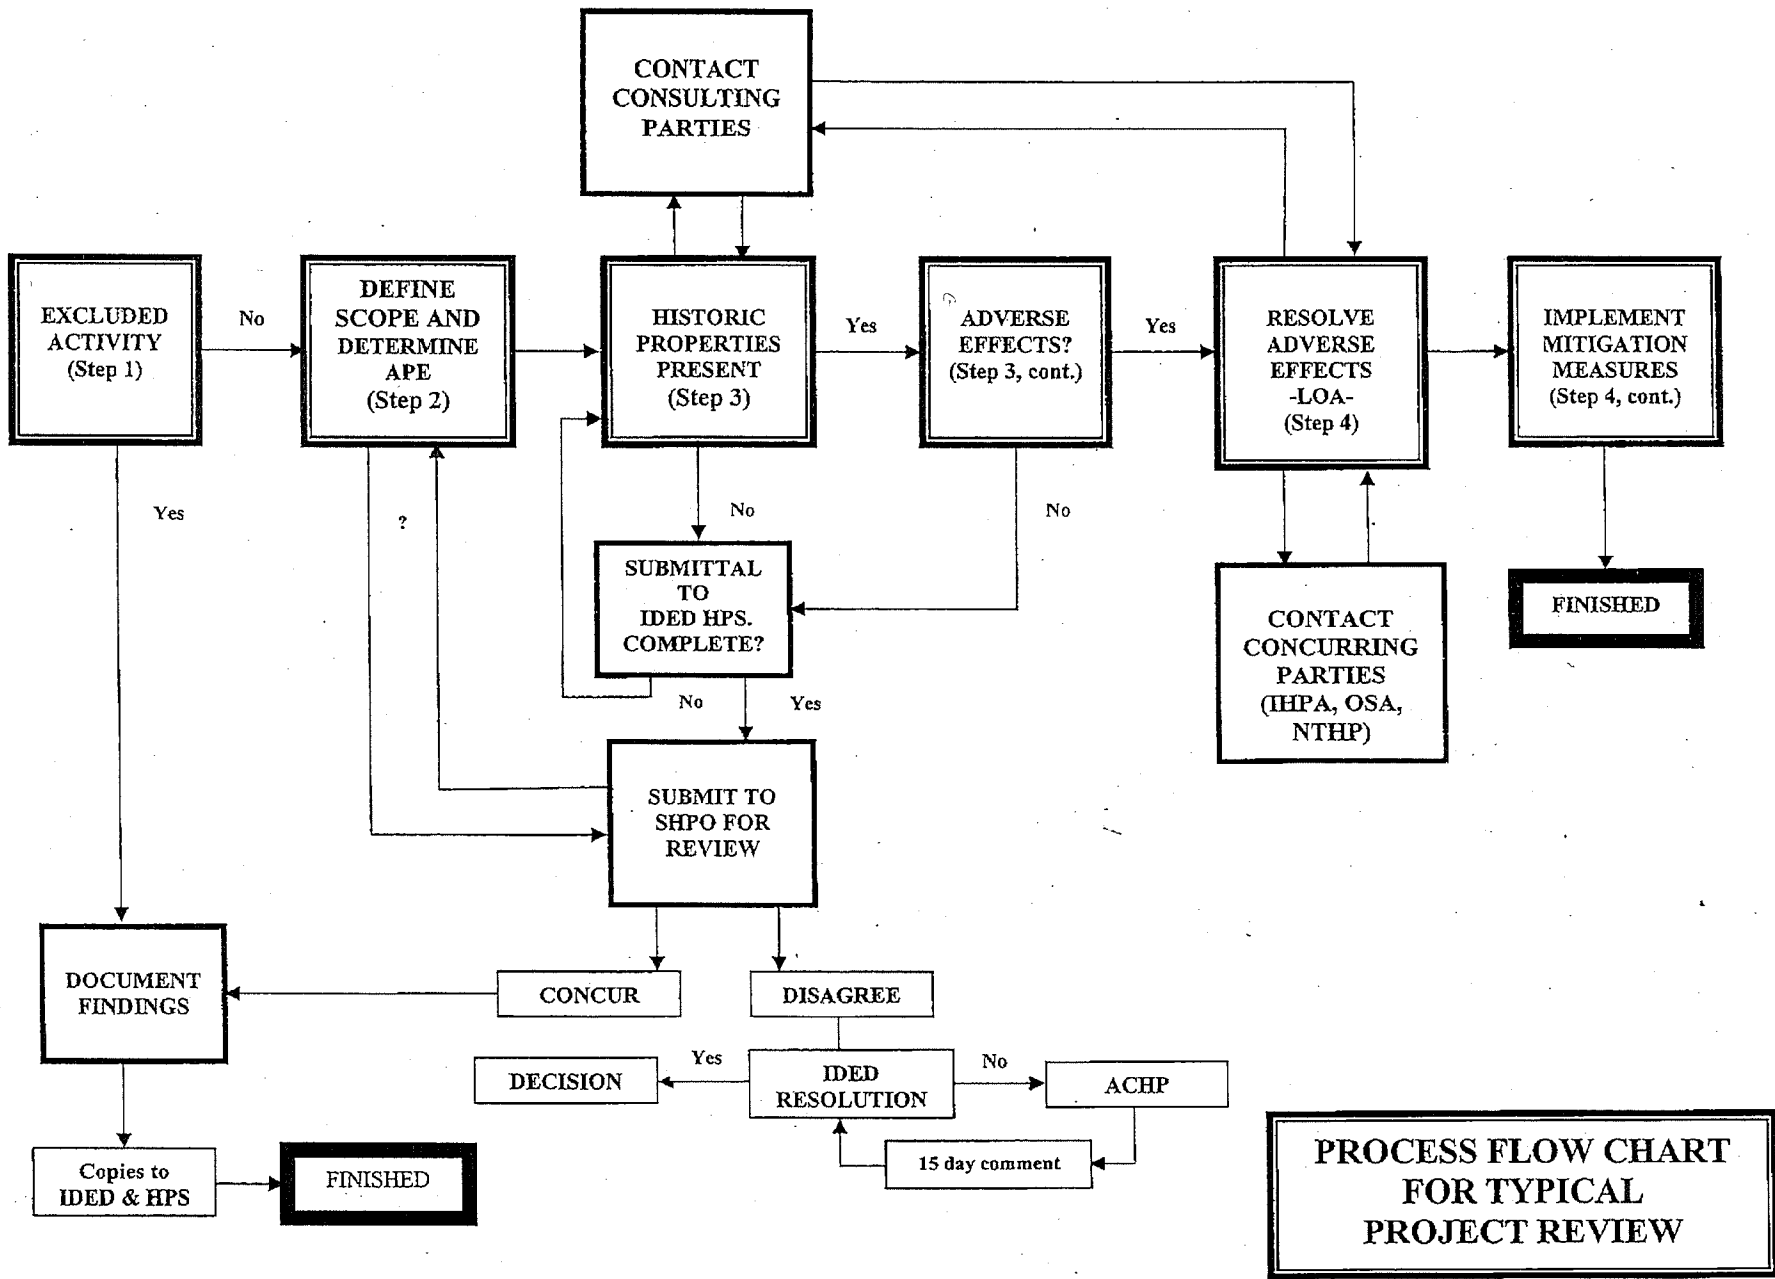 CONTACT
CONSULTING
PARTIES
EXCLUDED
ACTIVITY
(Step 1)
No
DEFINE
SCOPE AND
DETERMINE
APE
(Step 2)
HISTORIC
PROPERTIES
PRESENT
(Step 3)
Yes
ADVERSE
EFFECTS?
(Step 3, cont.)
Yes
RESOLVE
ADVERSE
EFFECTS
-LOA-
(Step 4)
IMPLEMENT
MITIGATION
MEASURES
(Step 4, cont.)
Yes
?
No
No
SUBMITTAL
TO
IDED HPS.
COMPLETE?
No
Yes
CONTACT
CONCURRING
PARTIES
(IHPA, OSA,
NTHP)
FINISHED
SUBMIT TO
SHPO FOR
REVIEW
DOCUMENT
FINDINGS
CONCUR
DISAGREE
DECISION
Yes
IDED
RESOLUTION
No
ACHP
15 day comment
Copies to
IDED & HPS
FINISHED
PROCESS FLOW CHART
FOR TYPICAL
PROJECT REVIEW